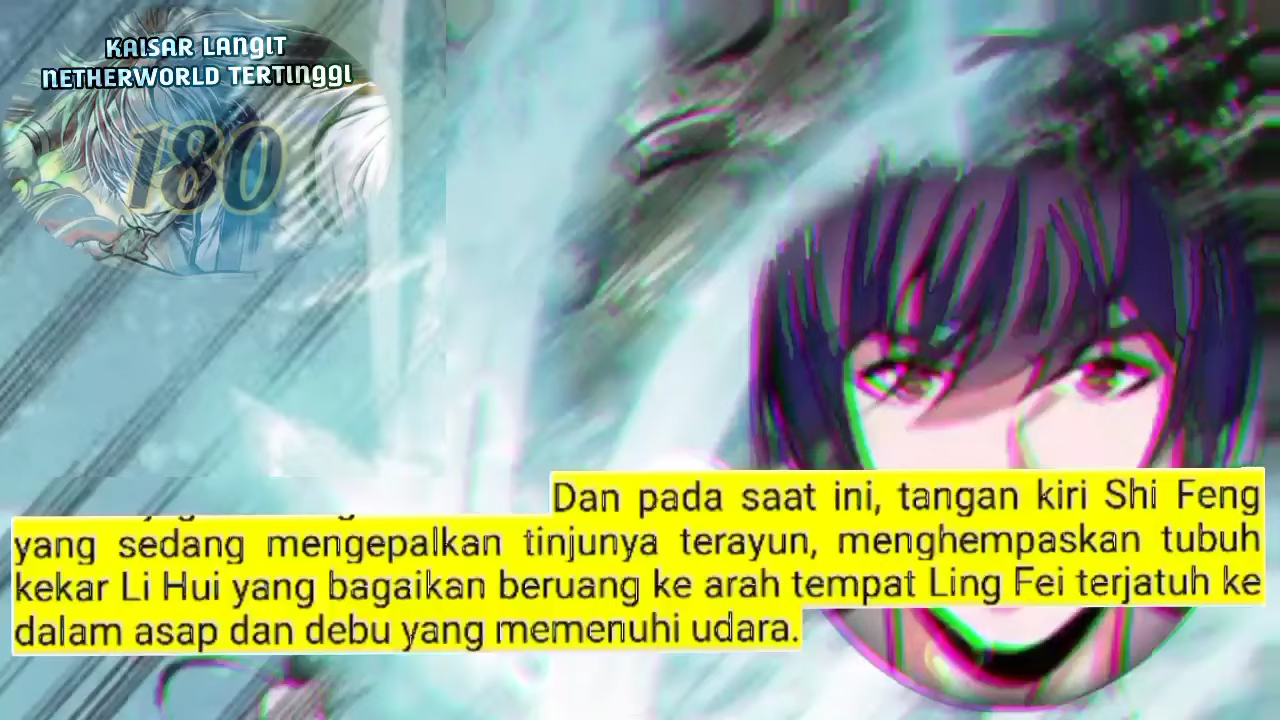 KAISAR LANGIT
NETHERWORLD TERTINGGI
180
Dan pada saat ini, tangan kiri Shi Feng
yang sedang mengepalkan tinjunya terayun, menghempaskan tubuh
kekar Li Hui yang bagaikan beruang ke arah tempat Ling Fei terjatuh ke
dalam asap dan debu yang memenuhi udara.